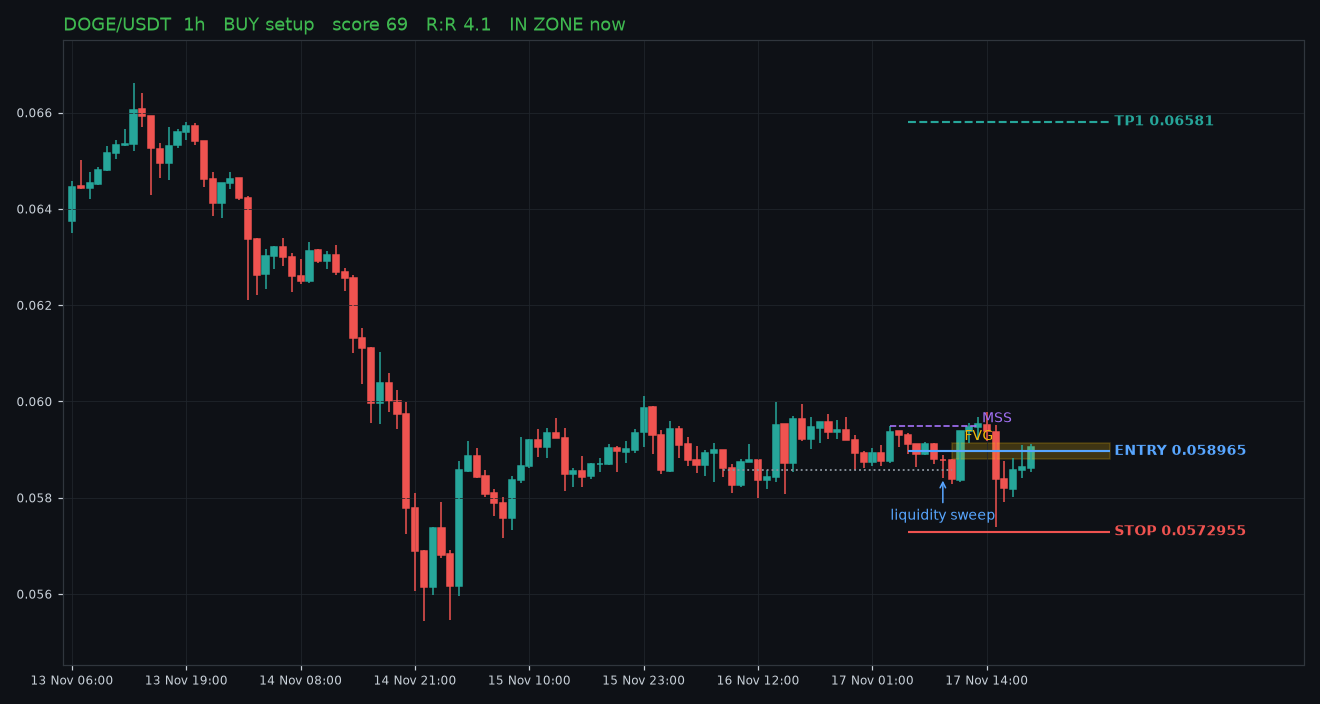 DOGE/USDT 1h BUY setup score 69 R:R 4.1 IN ZONE now
0.066
TP1 0.06581
0.064
0.062
0.060
MSS
FVG
ENTRY 0.058965
0.058
liquidity sweep
STOP 0.0572955
0.056
13 Nov 06:00 13 Nov 19:00 14 Nov 08:00 14 Nov 21:00 15 Nov 10:00 15 Nov 23:00 16 Nov 12:00 17 Nov 01:00 17 Nov 14:00